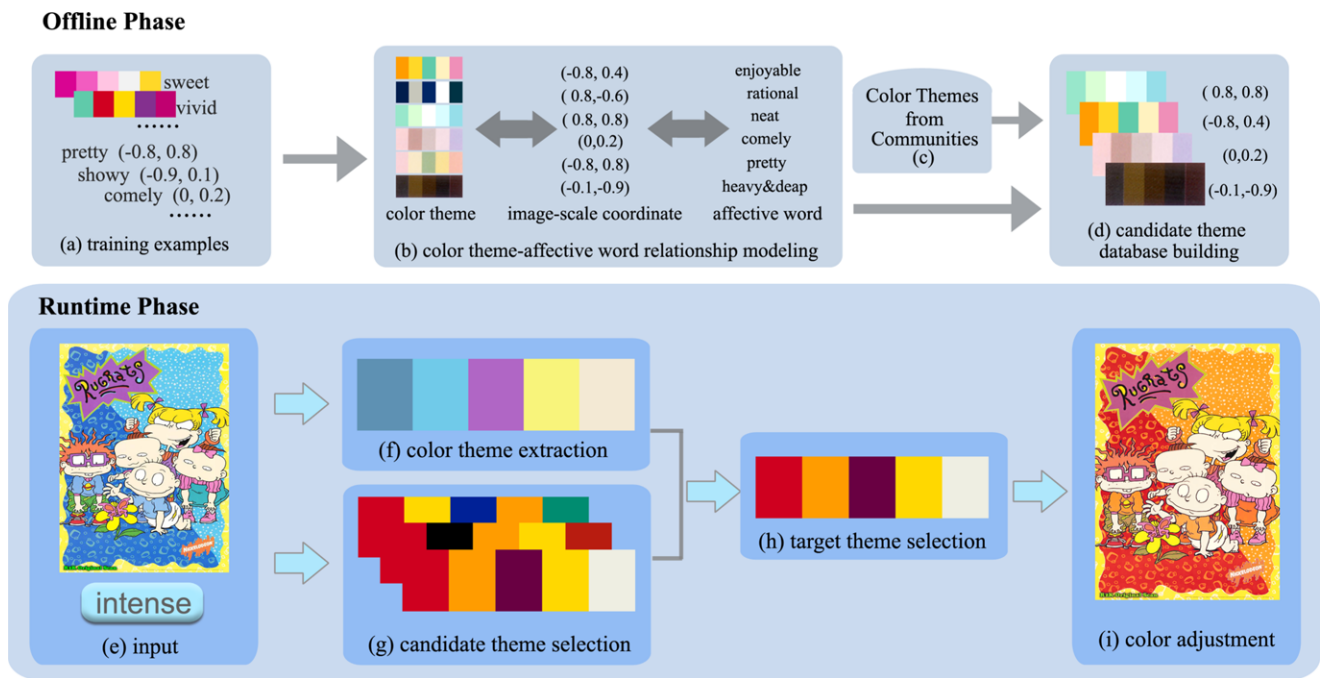 Offline Phase
sweet
vivid
......
pretty (-0.8, 0.8)
showy (-0.9, 0.1)
comely (0, 0.2)
......
(a) training examples
(-0.8, 0.4)
( 0.8,-0.6)
( 0.8, 0.8)
(0,0.2)
(-0.8, 0.8)
(-0.1,-0.9)
enjoyable
rational
neat
comely
pretty
heavy&deap
color theme
image-scale coordinate
affective word
(b) color theme-affective word relationship modeling
Color Themes
from
Communities
(c)
( 0.8, 0.8)
(-0.8, 0.4)
(0,0.2)
(-0.1,-0.9)
(d) candidate theme
database building
Runtime Phase
RUGRATS
intense
(e) input
(f) color theme extraction
(g) candidate theme selection
(h) target theme selection
RUGRATS
(i) color adjustment